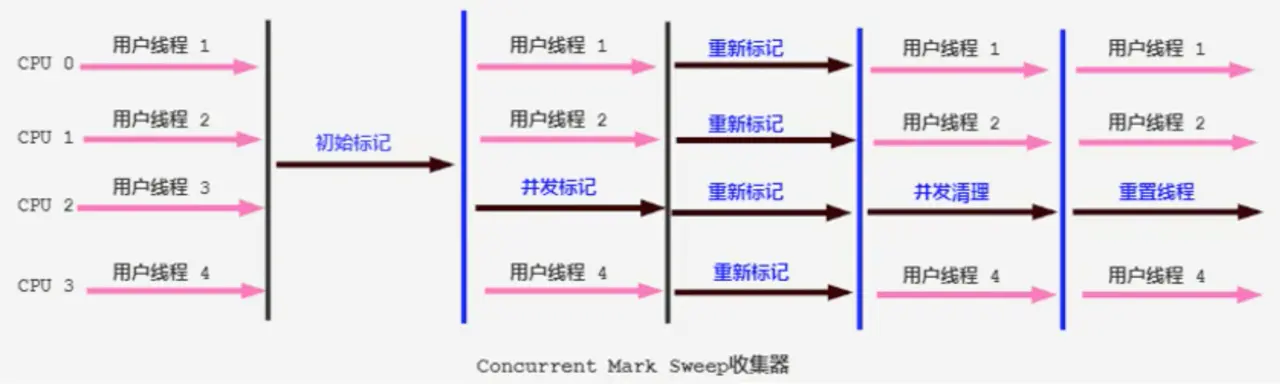 CPU 0 用户线程 1 用户线程 1 重新标记 用户线程 1 用户线程 1
CPU 1 用户线程 2 初始标记 用户线程 2 重新标记 用户线程 2 用户线程 2
CPU 2 用户线程 3 并发标记 重新标记 并发清理 重置线程
CPU 3 用户线程 4 用户线程 4 重新标记 用户线程 4 用户线程 4
Concurrent Mark Sweep收集器